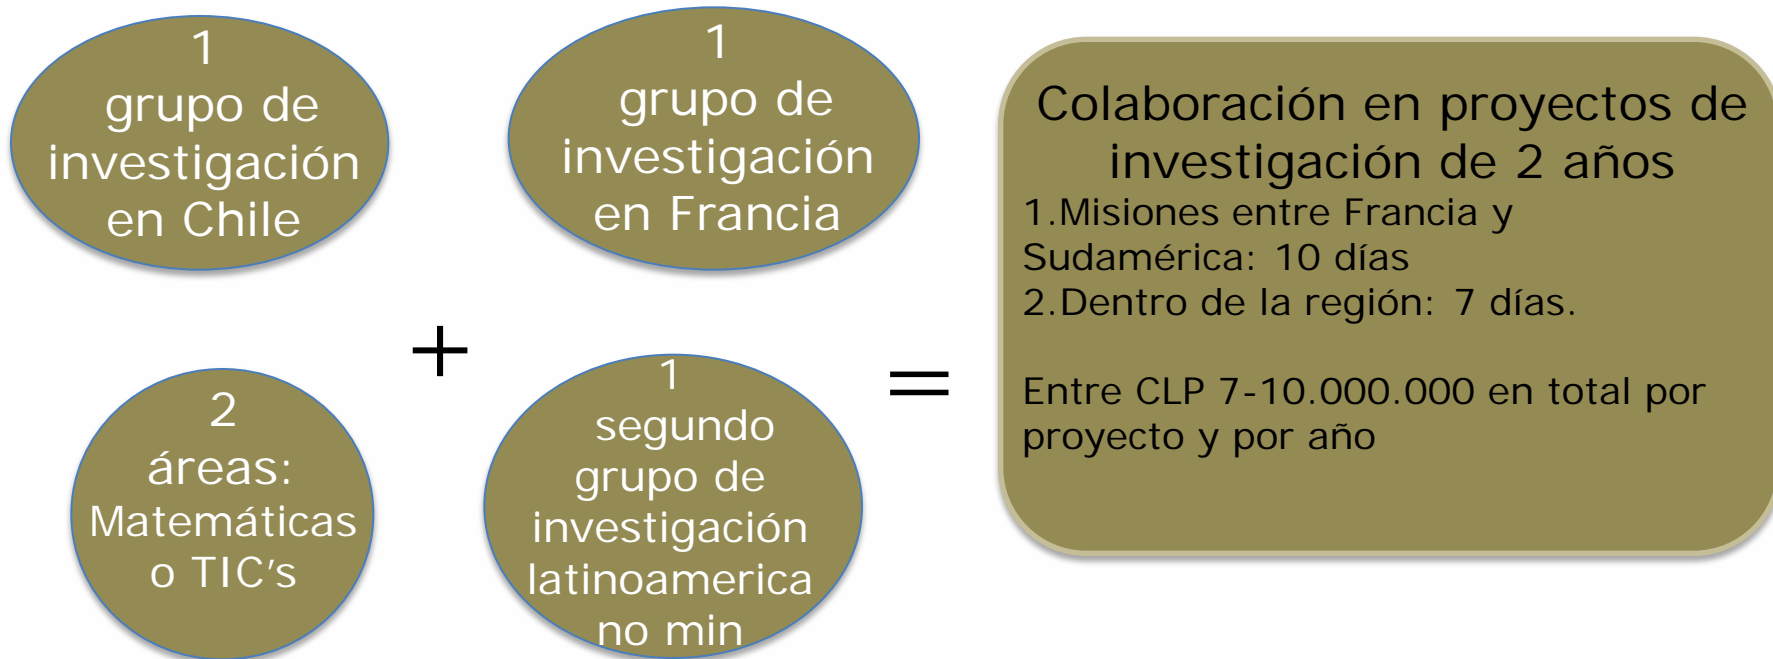 1
grupo de
investigación
en Chile
1
grupo de
investigación
en Francia
+
2
áreas:
Matemáticas
o TIC's
1
segundo
grupo de
investigación
latinoamerica
no min
=
Colaboración en proyectos de
investigación de 2 años
1.Misiones entre Francia y
Sudamérica: 10 días
2.Dentro de la región: 7 días.
Entre CLP 7-10.000.000 en total por
proyecto y por año